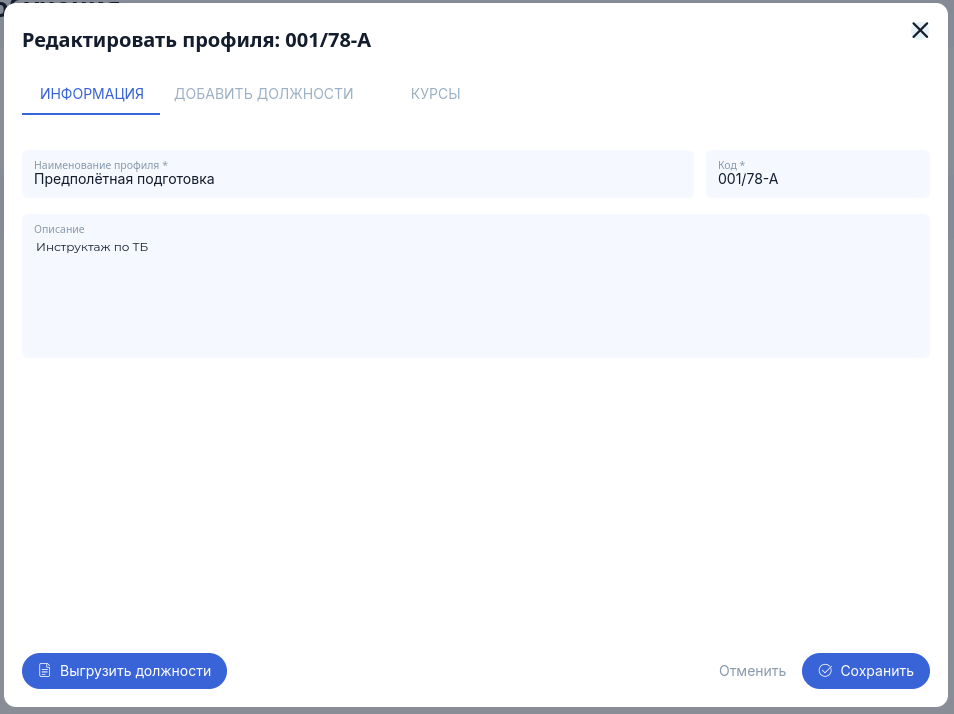 Редактировать профиля: 001/78-А
ИНФОРМАЦИЯ
ДОБАВИТЬ ДОЛЖНОСТИ
КУРСЫ
Наименование профиля *
Предполётная подготовка
Код *
001/78-А
Описание
Инструктаж по ТБ
Выгрузить должности
Отменить
Сохранить